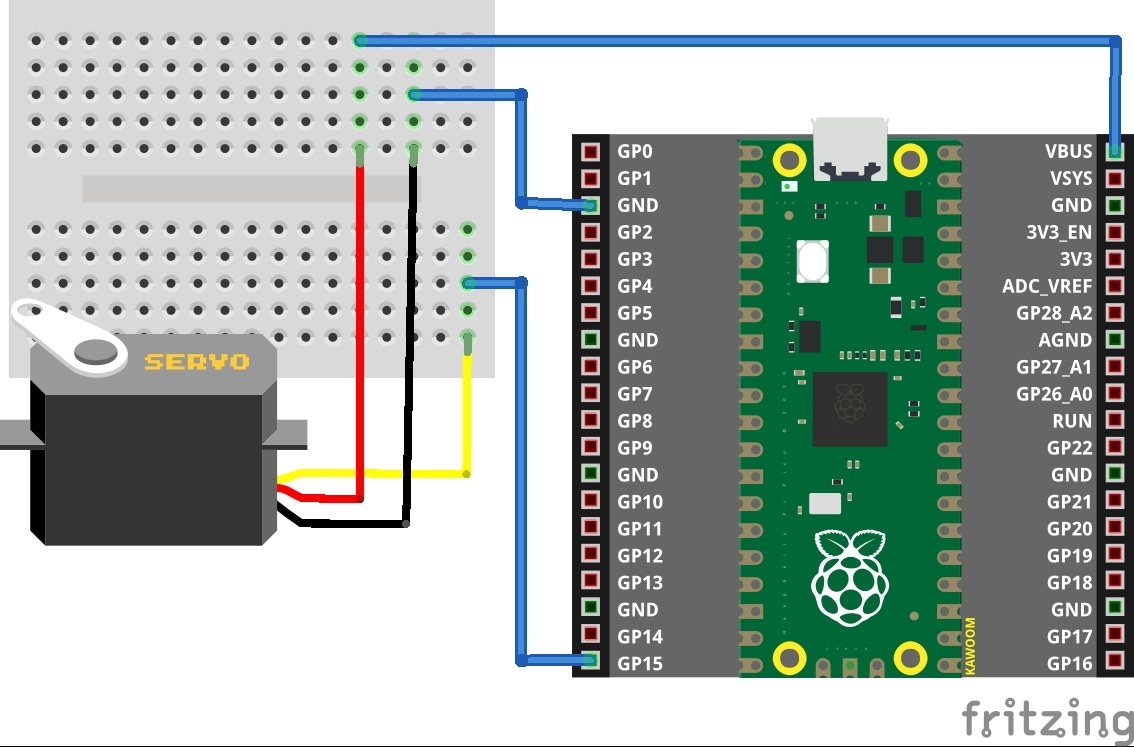 SERVO
GP0
GP1
GND
GP2
GP3
GP4
GP5
GND
GP6
GP7
GP8
GP9
GND
GP10
GP11
GP12
GP13
GND
GP14
GP15
VBUS
VSYS
GND
3V3_EN
3V3
ADC_VREF
GP28_A2
AGND
GP27_A1
GP26_A0
RUN
GP22
GND
GP21
GP20
GP19
GP18
GND
GP17
GP16
KAWOOM
fritzing